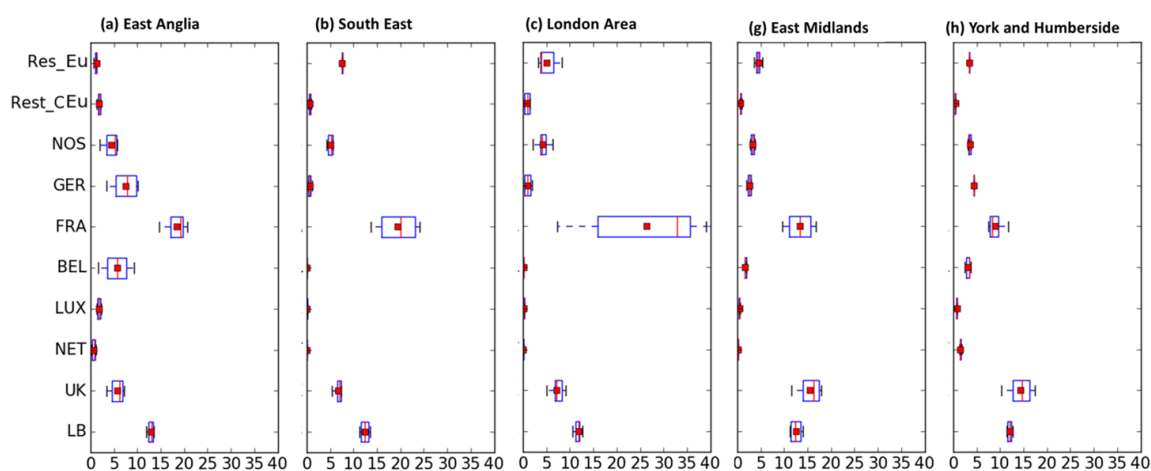 (a) East Anglia (b) South East (c) London Area (g) East Midlands (h) York and Humberside
Res_Eu
Rest_CEu
NOS
GER
FRA
BEL
LUX
NET
UK
LB
0 5 10 15 20 25 30 35 40 0 5 10 15 20 25 30 35 40 0 5 10 15 20 25 30 35 40 0 5 10 15 20 25 30 35 40 0 5 10 15 20 25 30 35 40